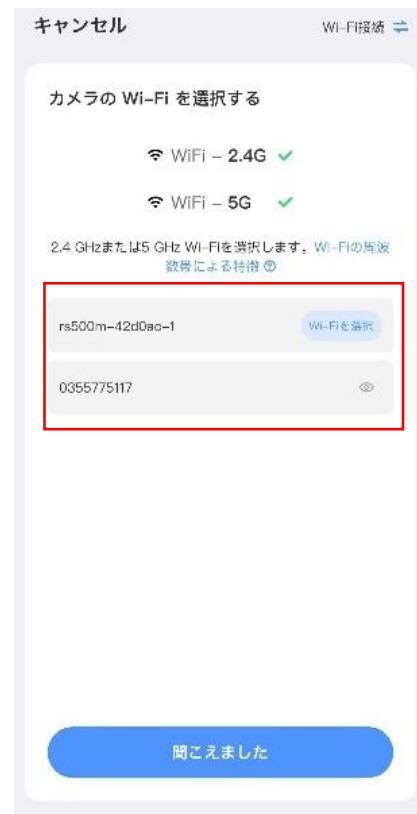 キャンセル
Wi-Fi接続
カメラの Wi-Fi を選択する
WiFi - 2.4G
WiFi - 5G
2.4 GHzまたは5 GHz Wi-Fiを選択します。Wi-Fiの周波
数帯による特徴
rs500m-42d0ac-1
Wi-Fiを選択
0355775117
聞こえました